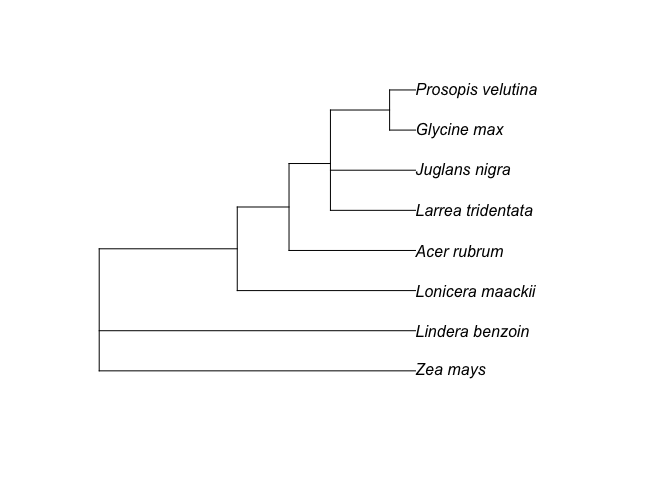 Prosopis velutina
Glycine max
Juglans nigra
Larrea tridentata
Acer rubrum
Lonicera maackii
Lindera benzoin
Zea mays